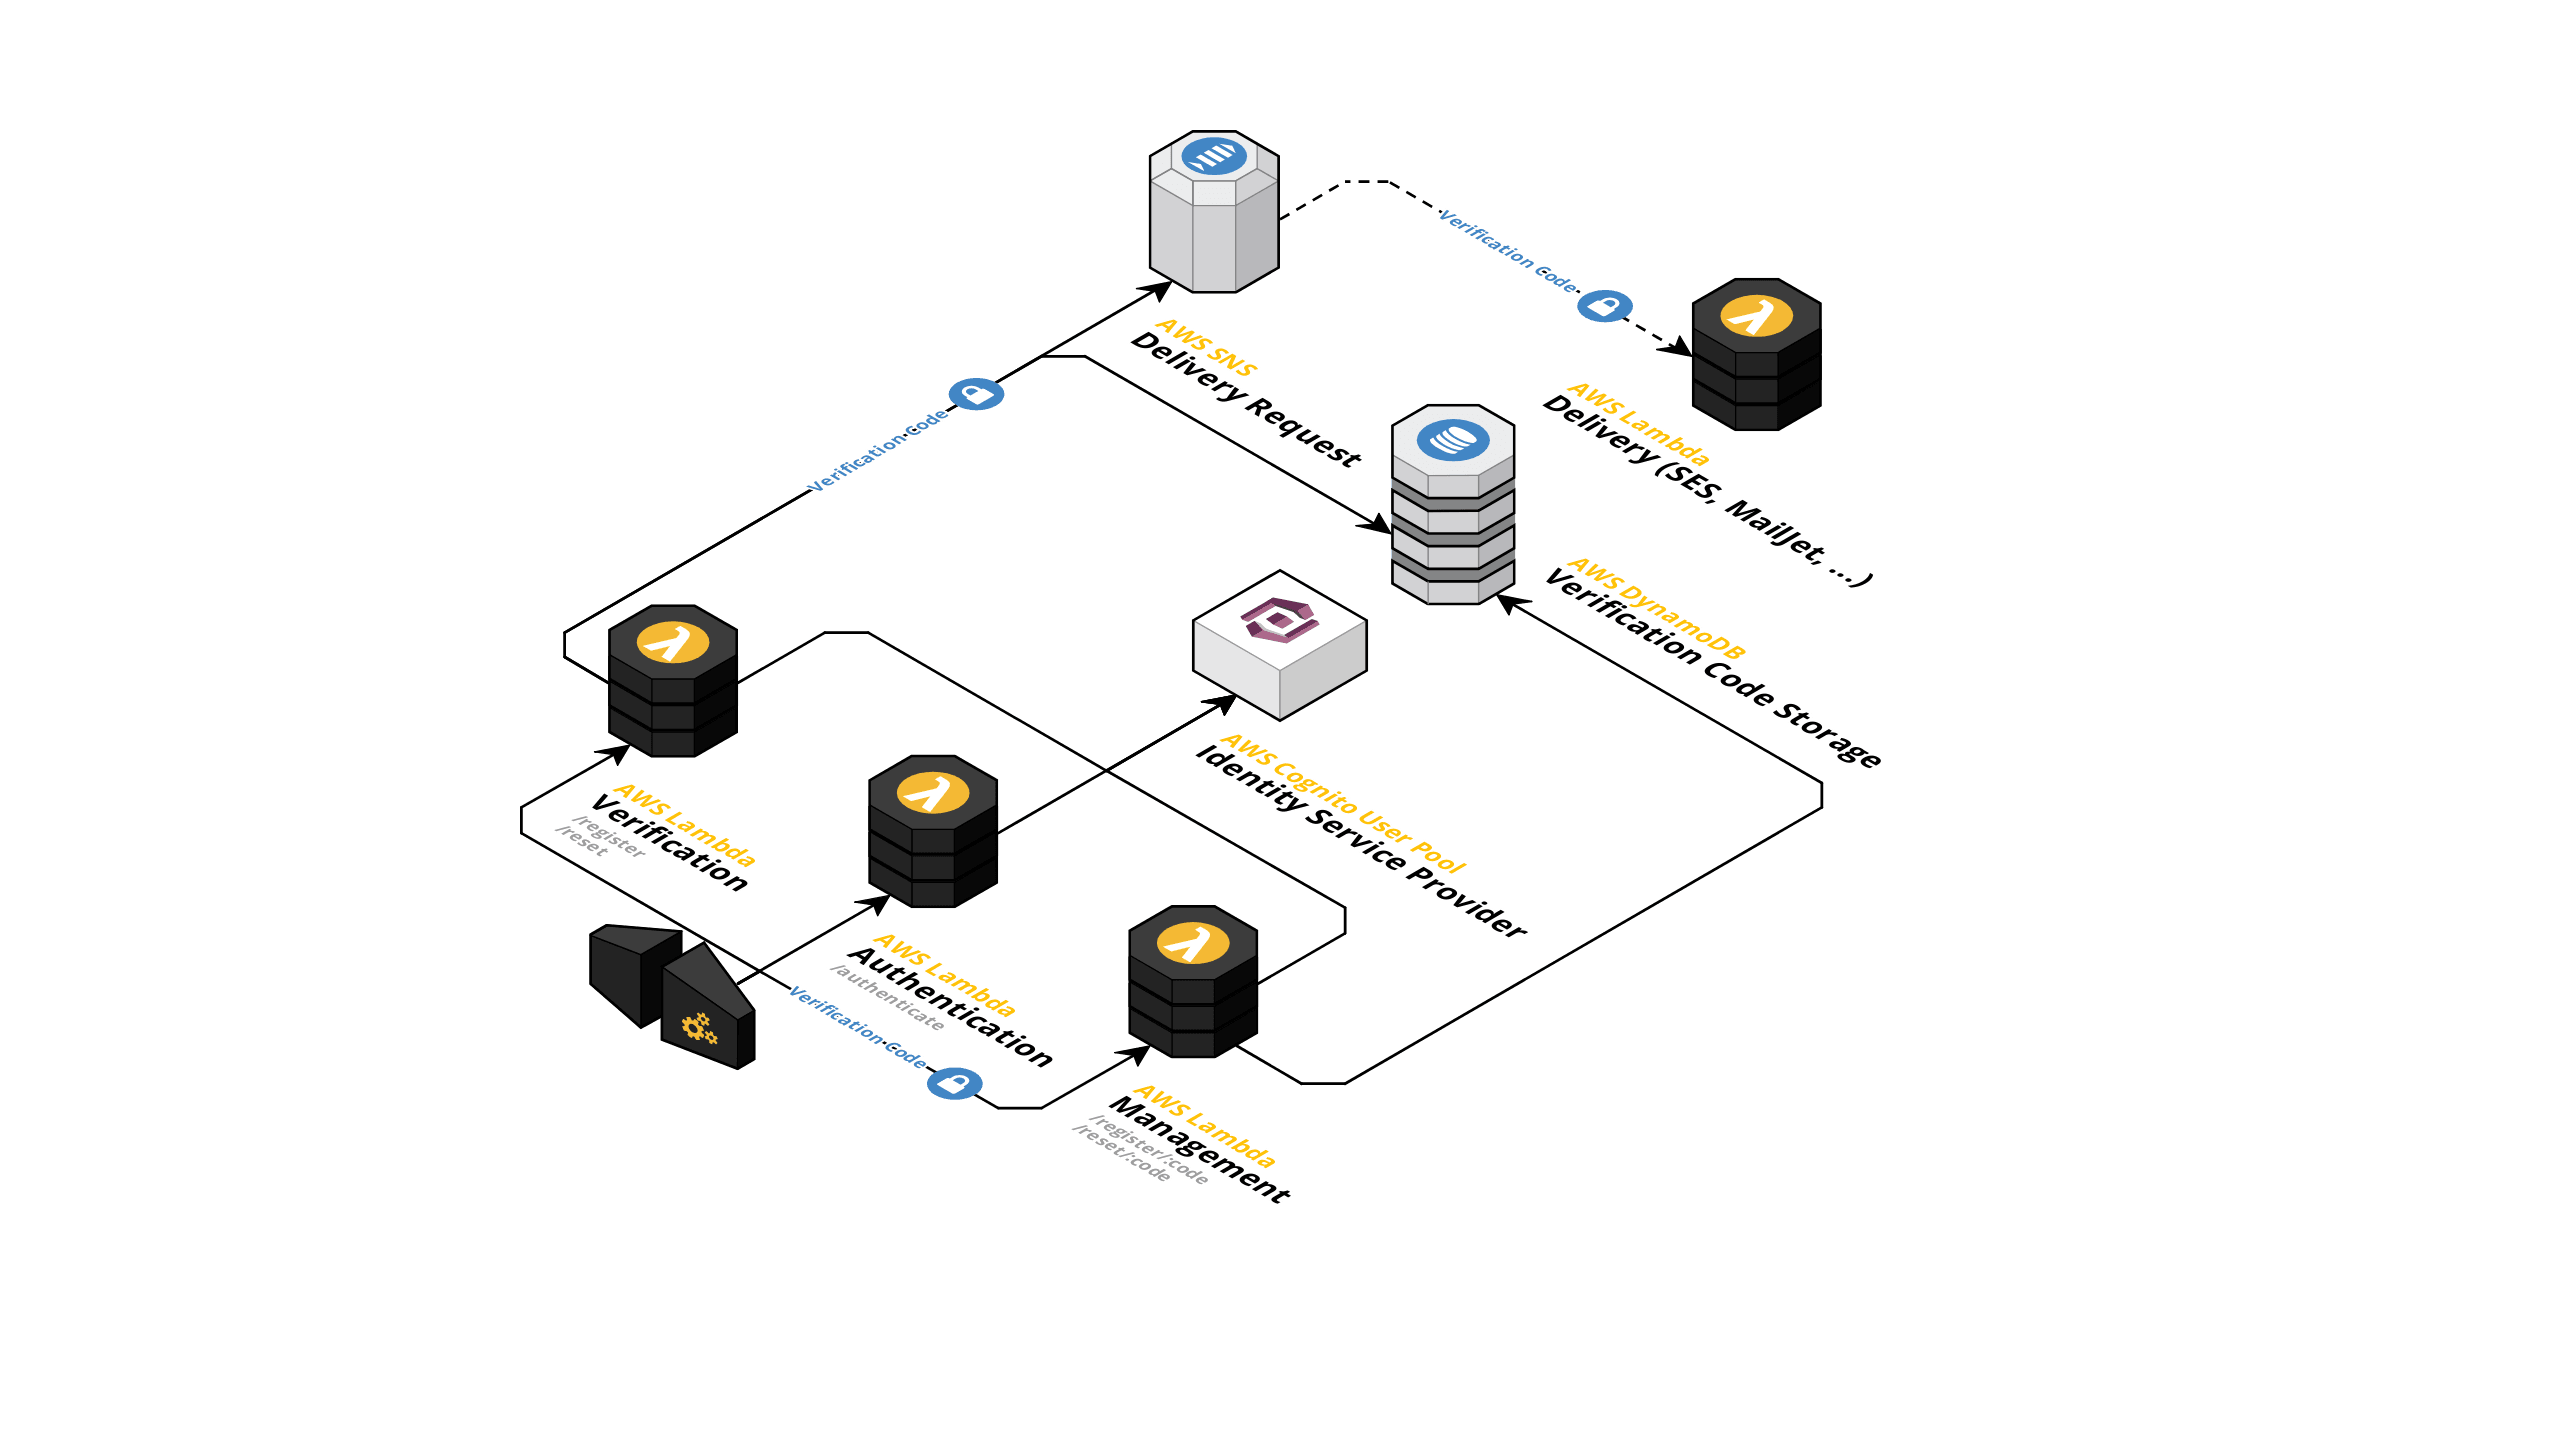 Verification Code
AWS SNS
Delivery Request
Verification Code
AWS Lambda
Delivery (SES, MailJet, ...)
AWS DynamoDB
Verification Code Storage
AWS Cognito User Pool
Identity Service Provider
AWS Lambda
Verification
/register
/reset
AWS Lambda
Authentication
/authenticate
Verification Code
AWS Lambda
Management
/register/:code
/reset/:code